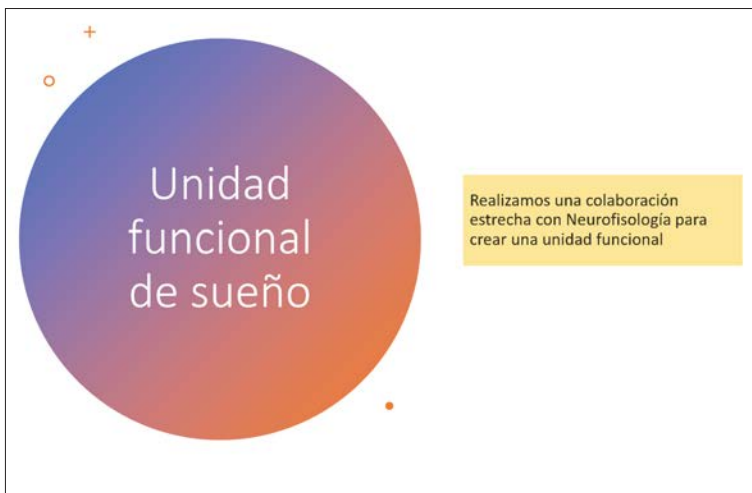 Unidad
funcional
de sueño
Realizamos una colaboración
estrecha con Neurofisología para
crear una unidad funcional